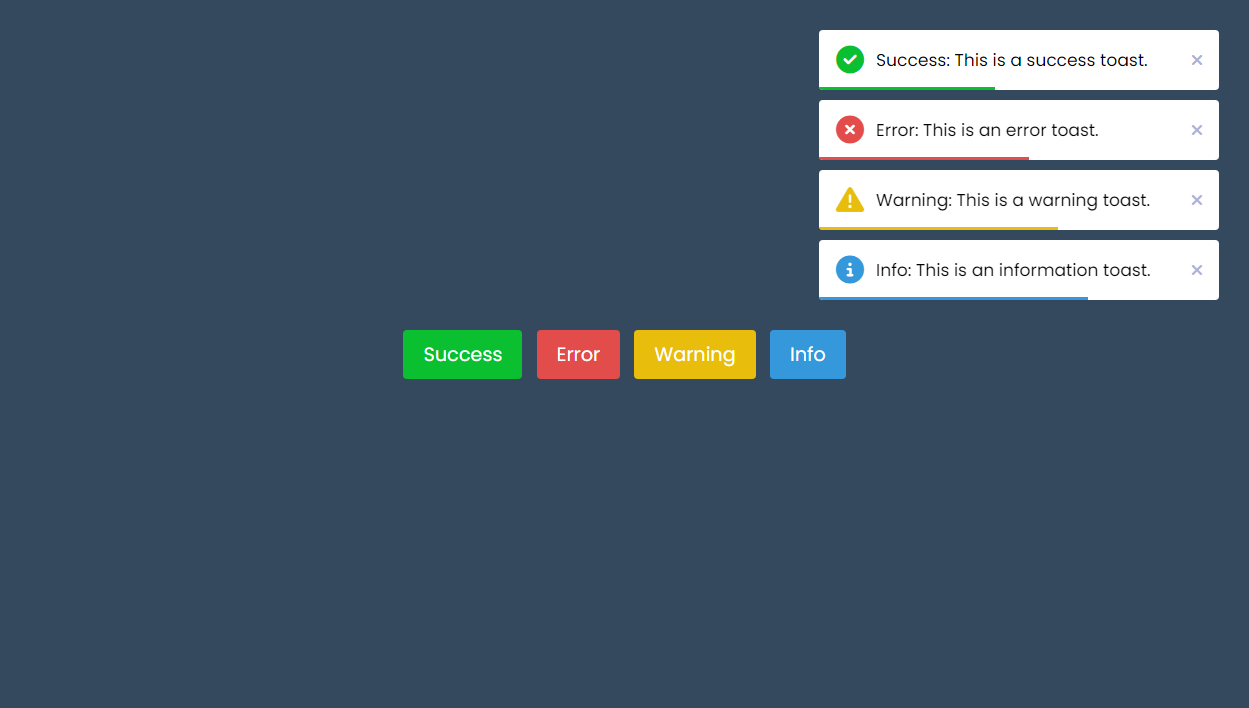 Success: This is a success toast.
Error: This is an error toast.
Warning: This is a warning toast.
Info: This is an information toast.
Success Error Warning Info